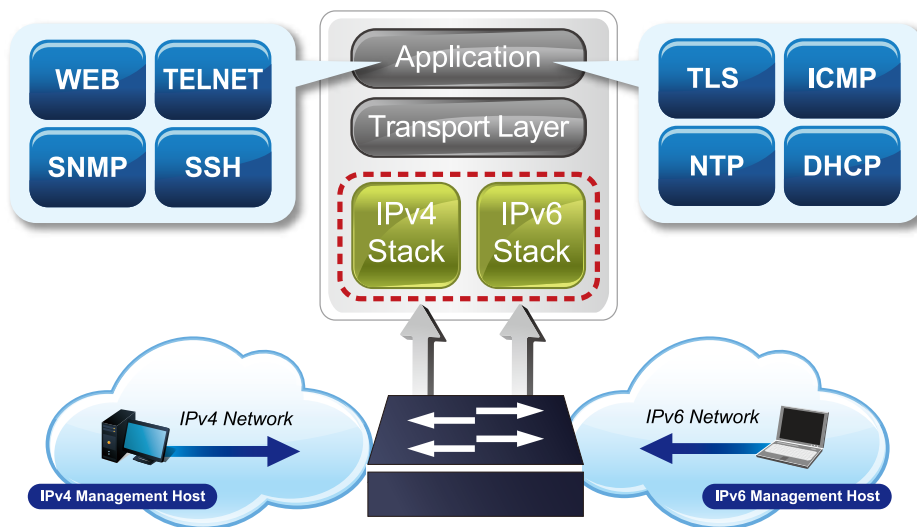 WEB
TELNET
SNMP
SSH
Application
Transport Layer
IPv4
Stack
IPv6
Stack
TLS
ICMP
NTP
DHCP
IPv4 Network
IPv4 Management Host
IPv6 Network
IPv6 Management Host